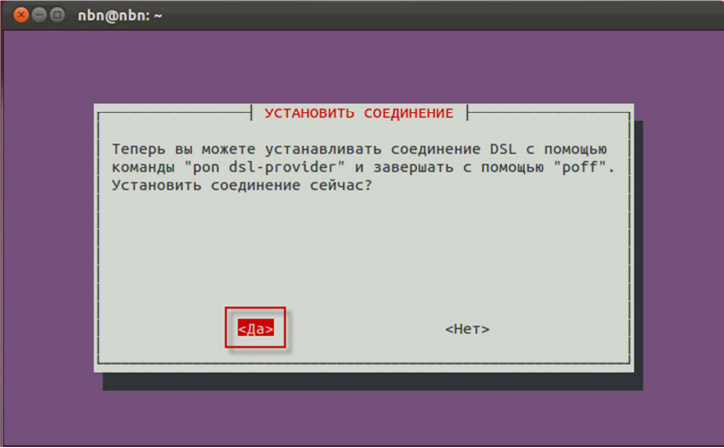 nbn@nbn: ~
УСТАНОВИТЬ СОЕДИНЕНИЕ
Теперь вы можете устанавливать соединение DSL с помощью
команды "pon dsl-provider" и завершать с помощью "poff".
Установить соединение сейчас?
<Да> <Нет>